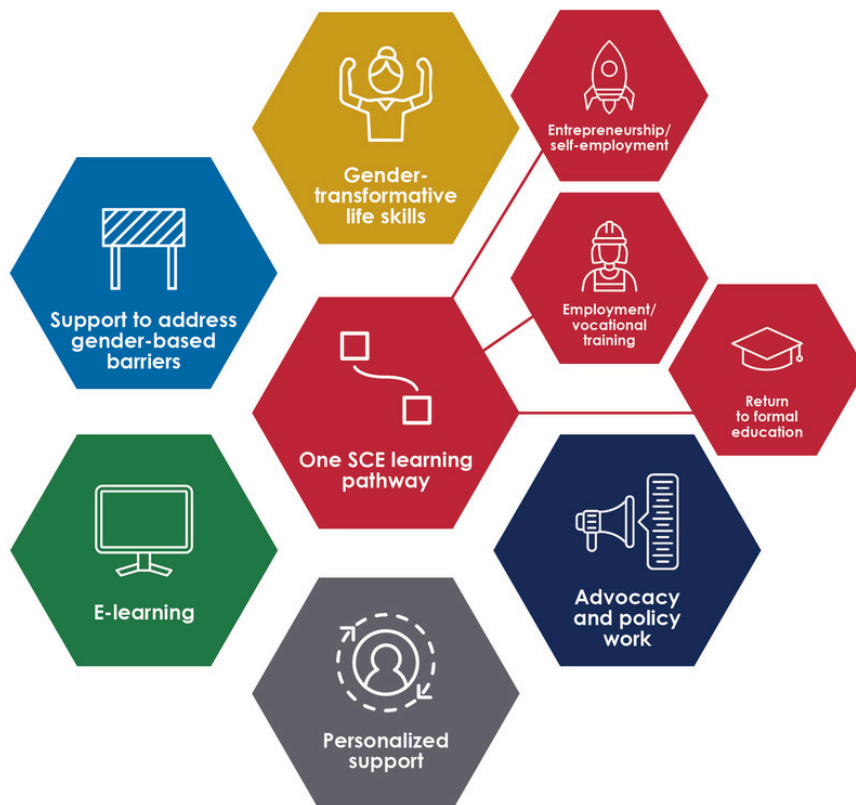 Gender-
transformative
life skills
Entrepreneurship/
self-employment
Support to address
gender-based
barriers
Employment/
vocational
training
Return
to formal
education
One SCE learning
pathway
E-learning
Advocacy
and policy
work
Personalized
support